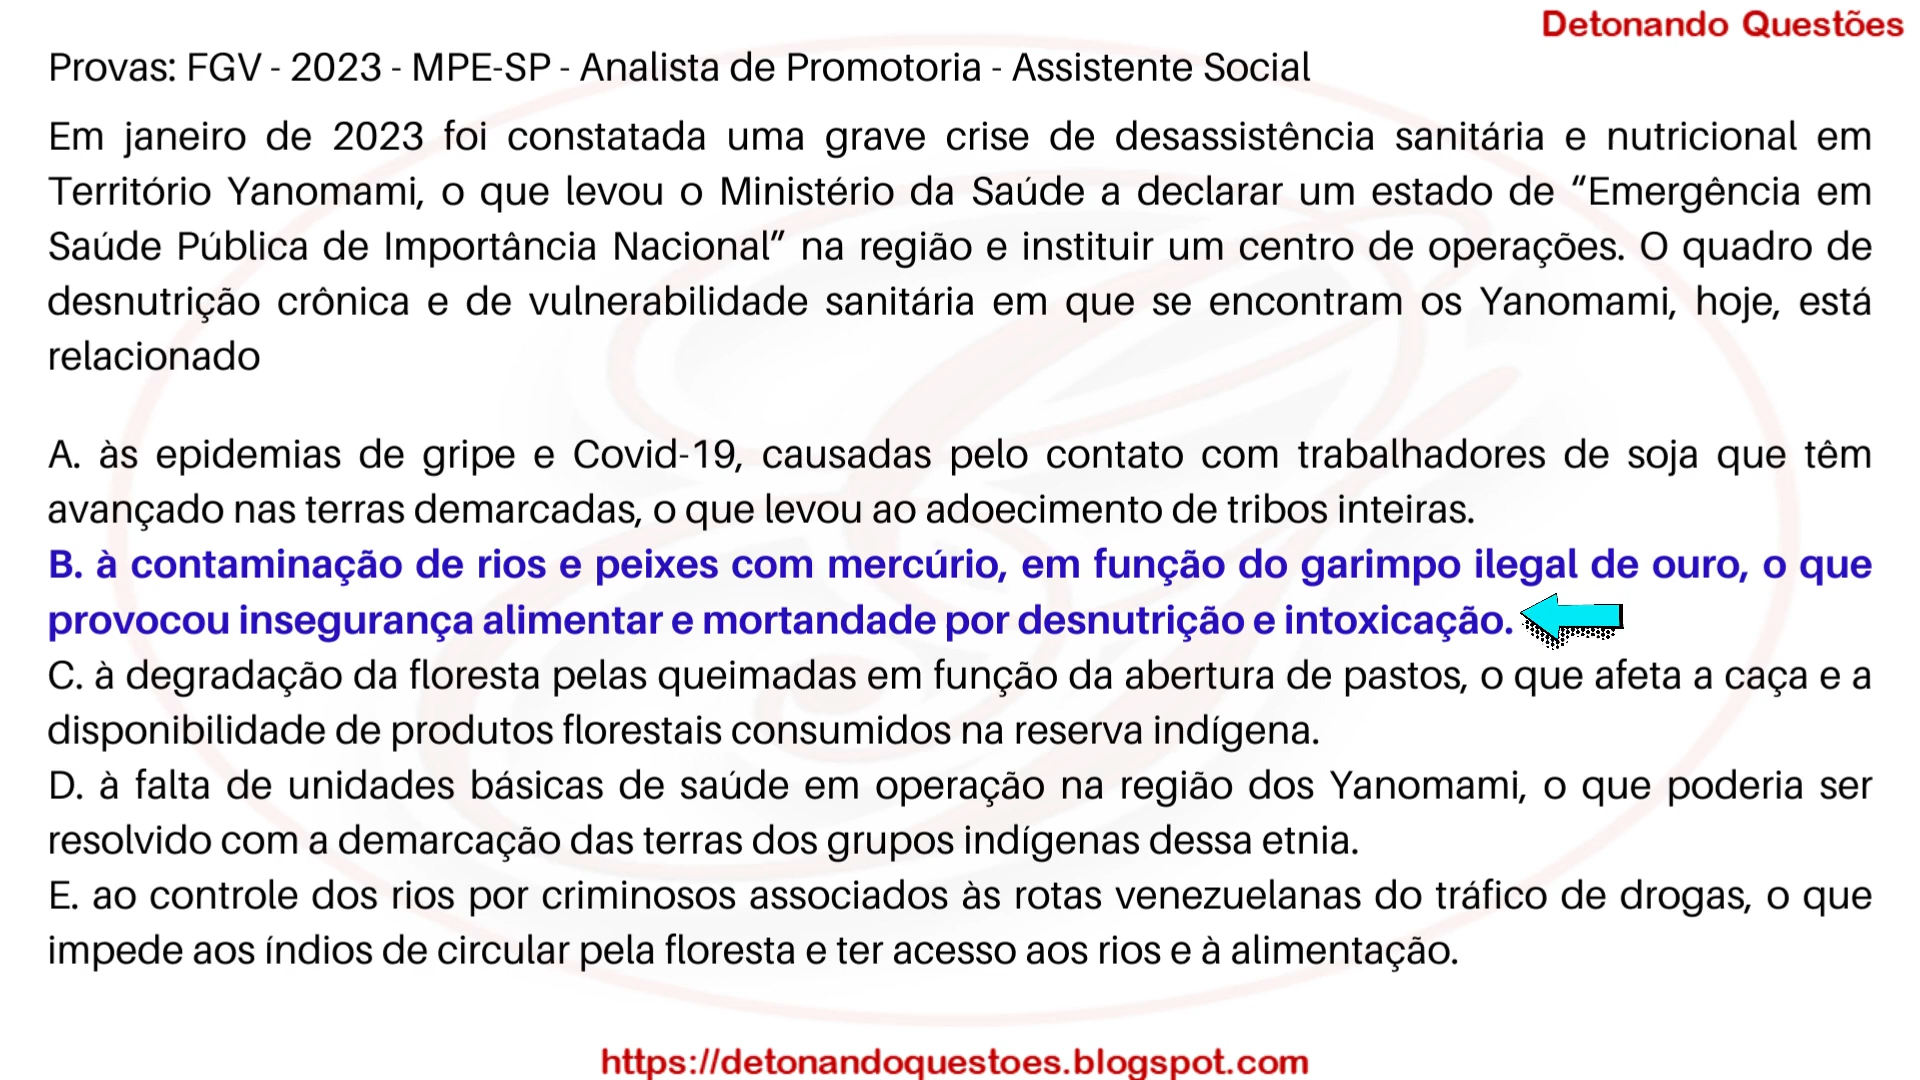 Detonando Questões
Provas: FGV - 2023 - MPE-SP - Analista de Promotoria - Assistente Social
Em janeiro de 2023 foi constatada uma grave crise de desassistência sanitária e nutricional em
Território Yanomami, o que levou o Ministério da Saúde a declarar um estado de “Emergência em
Saúde Pública de Importância Nacional” na região e instituir um centro de operações. O quadro de
desnutrição crônica e de vulnerabilidade sanitária em que se encontram os Yanomami, hoje, está
relacionado
A. às epidemias de gripe e Covid-19, causadas pelo contato com trabalhadores de soja que têm
avançado nas terras demarcadas, o que levou ao adoecimento de tribos inteiras.
B. à contaminação de rios e peixes com mercúrio, em função do garimpo ilegal de ouro, o que
provocou insegurança alimentar e mortandade por desnutrição e intoxicação.
C. à degradação da floresta pelas queimadas em função da abertura de pastos, o que afeta a caça e a
disponibilidade de produtos florestais consumidos na reserva indígena.
D. à falta de unidades básicas de saúde em operação na região dos Yanomami, o que poderia ser
resolvido com a demarcação das terras dos grupos indígenas dessa etnia.
E. ao controle dos rios por criminosos associados às rotas venezuelanas do tráfico de drogas, o que
impede aos índios de circular pela floresta e ter acesso aos rios e à alimentação.
https://detonandoquestoes.blogspot.com